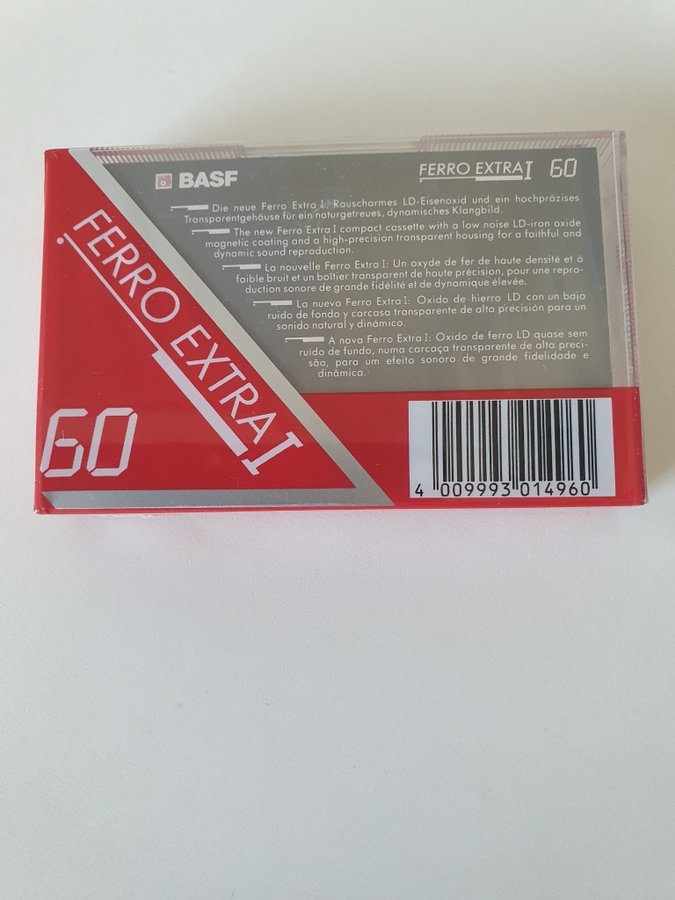 BASF
FERRO EXTRA I 60
Die neue Ferro Extra I: Rauscharmes LD-Eisenoxid und ein hochpräzises
Transparentgehäuse für ein naturgetreues, dynamisches Klangbild.
The new Ferro Extra I compact cassette with a low noise LD-iron oxide
magnetic coating and a high-precision transparent housing for a faithful and
dynamic sound reproduction.
La nouvelle Ferro Extra I: Un oxyde de fer de haute densité et à
faible bruit et un boîtier transparent de haute précision, pour une repro-
duction sonore de grande fidélité et de dynamique élevée.
La nueva Ferro Extra I: Oxido de hierro LD con un bajo
ruido de fondo y carcasa transparente de alta precisión para un
sonido natural y dinámico.
A nova Ferro Extra I: Oxido de ferro LD quase sem
ruido de fundo, numa carcaça transparente de alta preci-
são, para um efeito sonoro de grande fidelidade e
dinâmica.
FERRO EXTRA I
60
4 009993 014960